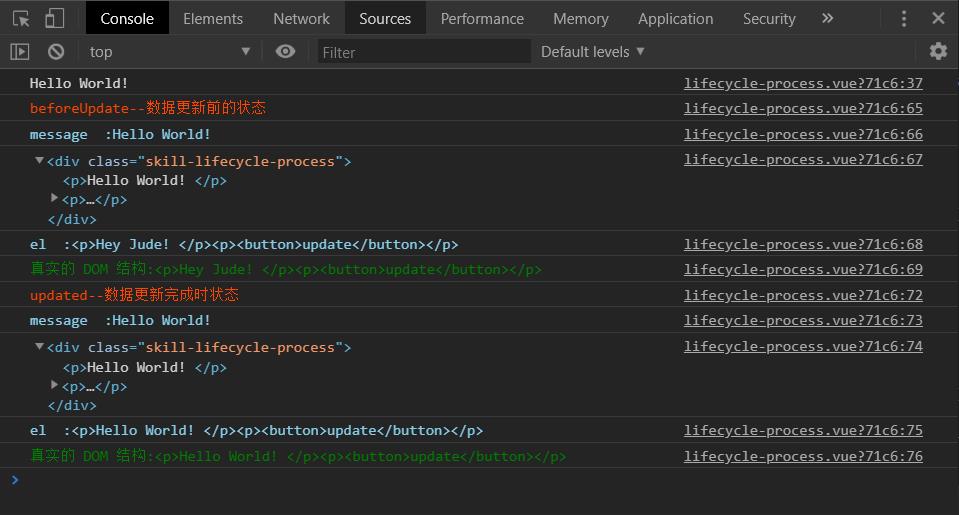 Console Elements Network Sources Performance Memory Application Security
top Filter Default levels
Hello World! lifecycle-process.vue?71c6:37
beforeUpdate--数据更新前的状态 lifecycle-process.vue?71c6:65
message  :Hello World! lifecycle-process.vue?71c6:66
<div class="skill-lifecycle-process"> lifecycle-process.vue?71c6:67
<p>Hello World! </p>
<p>…</p>
</div>
el  :<p>Hey Jude! </p><p><button>update</button></p> lifecycle-process.vue?71c6:68
真实的 DOM 结构:<p>Hey Jude! </p><p><button>update</button></p> lifecycle-process.vue?71c6:69
updated--数据更新完成时状态 lifecycle-process.vue?71c6:72
message  :Hello World! lifecycle-process.vue?71c6:73
<div class="skill-lifecycle-process"> lifecycle-process.vue?71c6:74
<p>Hello World! </p>
<p>…</p>
</div>
el  :<p>Hello World! </p><p><button>update</button></p> lifecycle-process.vue?71c6:75
真实的 DOM 结构:<p>Hello World! </p><p><button>update</button></p> lifecycle-process.vue?71c6:76